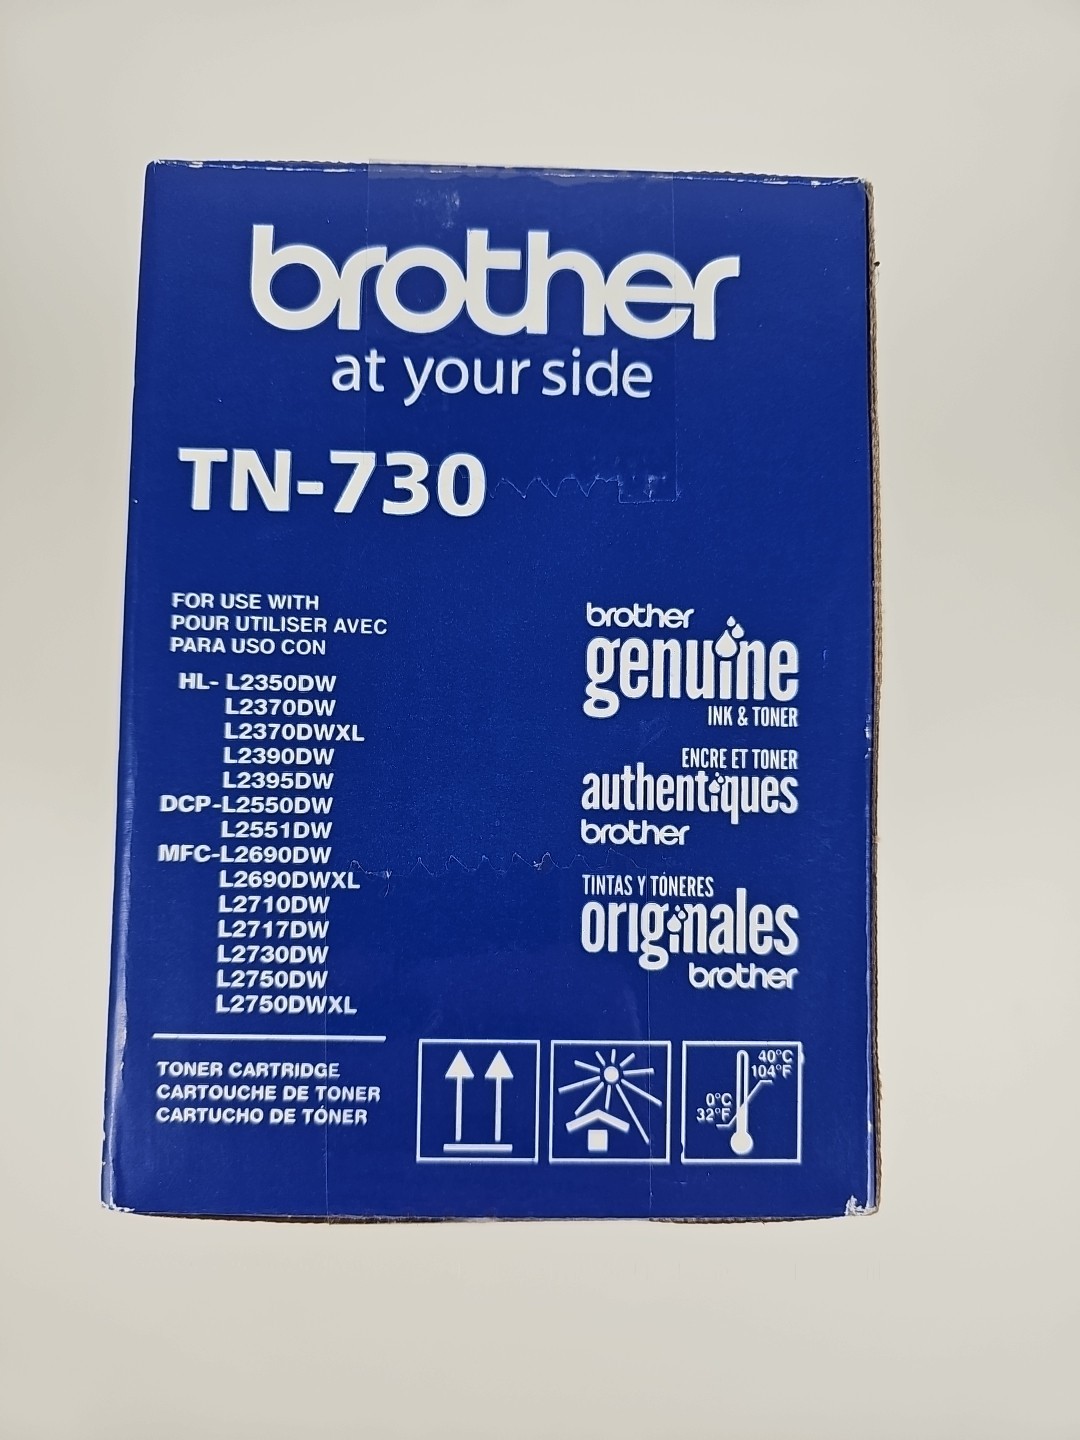 brother
at your side
TN-730
FOR USE WITH
POUR UTILISER AVEC
PARA USO CON
HL- L2350DW
L2370DW
L2370DWXL
L2390DW
L2395DW
DCP-L2550DW
L2551DW
MFC-L2690DW
L2690DWXL
L2710DW
L2717DW
L2730DW
L2750DW
L2750DWXL
TONER CARTRIDGE
CARTOUCHE DE TONER
CARTUCHO DE TÓNER
brother
genuine
INK & TONER
ENCRE ET TONER
authentiques
brother
TINTAS Y TÓNERES
originales
brother
40°C
104°F
0°C
32°F